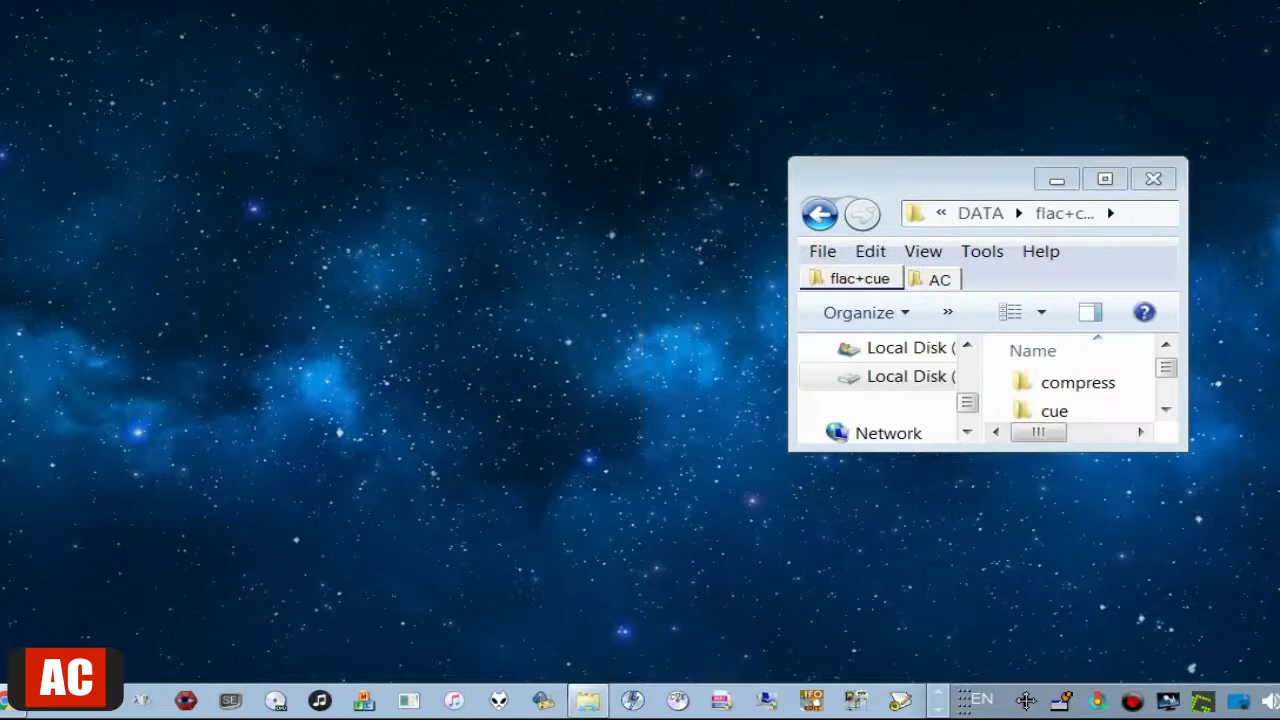 « DATA flac+c...
File Edit View Tools Help
flac+cue AC
Organize »
Local Disk (
Name
Local Disk (
compress
cue
Network
AC
SE
EN